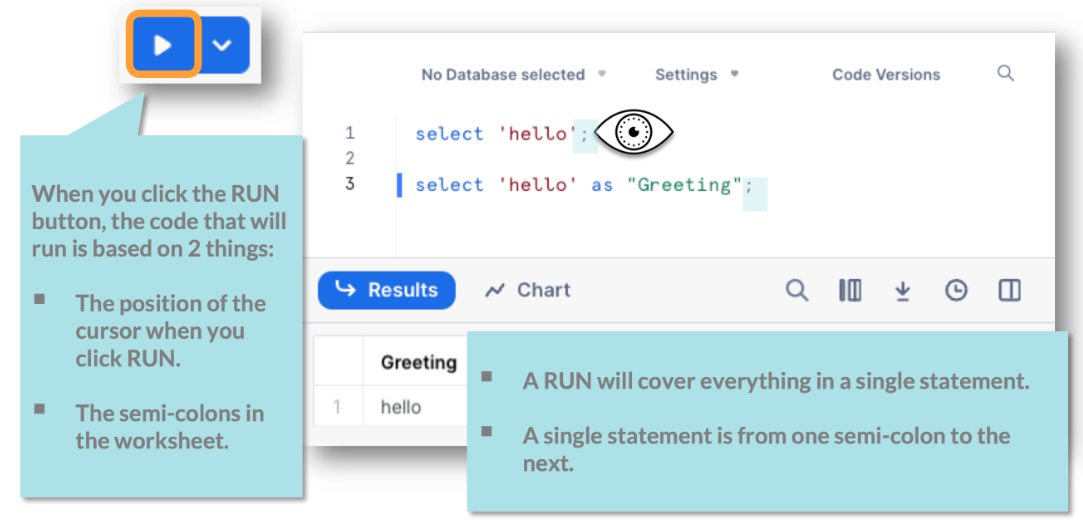 No Database selected
Settings
Code Versions
1 select 'hello';
2
3 select 'hello' as "Greeting";
When you click the RUN
button, the code that will
run is based on 2 things:
The position of the
cursor when you
click RUN.
The semi-colons in
the worksheet.
Results
Chart
Greeting
1 hello
A RUN will cover everything in a single statement.
A single statement is from one semi-colon to the
next.